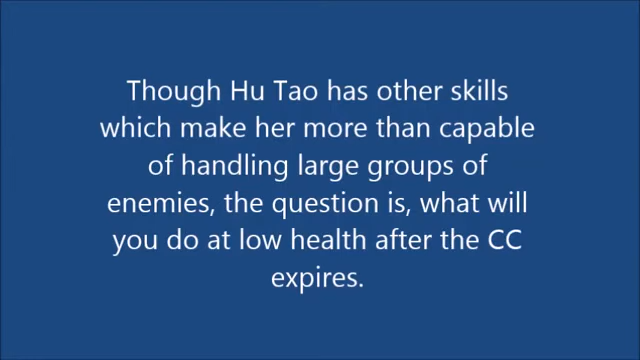 Though Hu Tao has other skills
which make her more than capable
of handling large groups of
enemies, the question is, what will
you do at low health after the CC
expires.